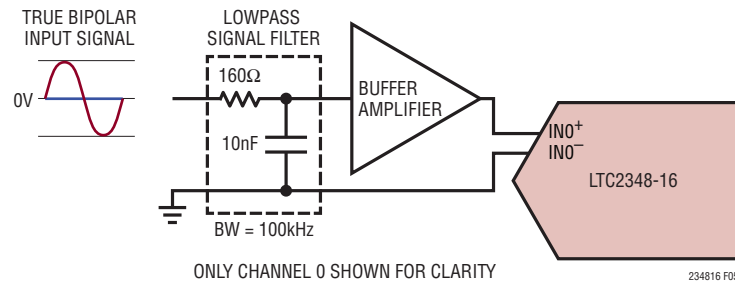 TRUE BIPOLAR
INPUT SIGNAL
LOWPASS
SIGNAL FILTER
0V
160Ω
10nF
BW = 100kHz
BUFFER
AMPLIFIER
IN0+
IN0−
LTC2348-16
ONLY CHANNEL 0 SHOWN FOR CLARITY
234816 F05